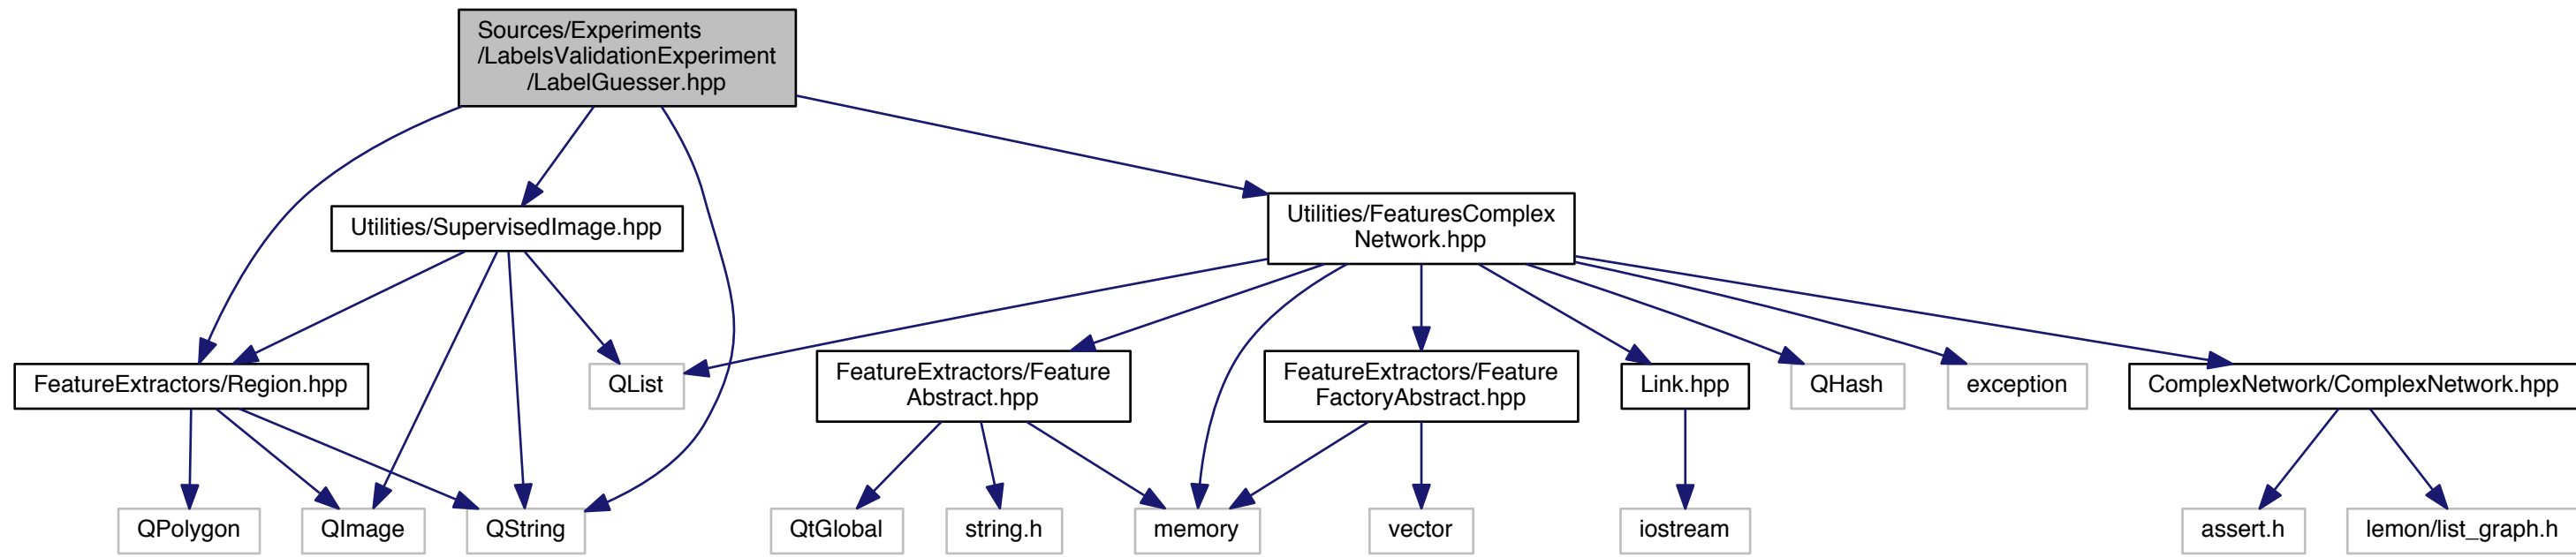 Sources/Experiments
/LabelsValidationExperiment
/LabelGuesser.hpp
Utilities/SupervisedImage.hpp
Utilities/FeaturesComplex
Network.hpp
FeatureExtractors/Region.hpp
QList
FeatureExtractors/Feature
Abstract.hpp
FeatureExtractors/Feature
FactoryAbstract.hpp
Link.hpp
QHash
exception
ComplexNetwork/ComplexNetwork.hpp
QPolygon
QImage
QString
QtGlobal
string.h
memory
vector
iostream
assert.h
lemon/list_graph.h